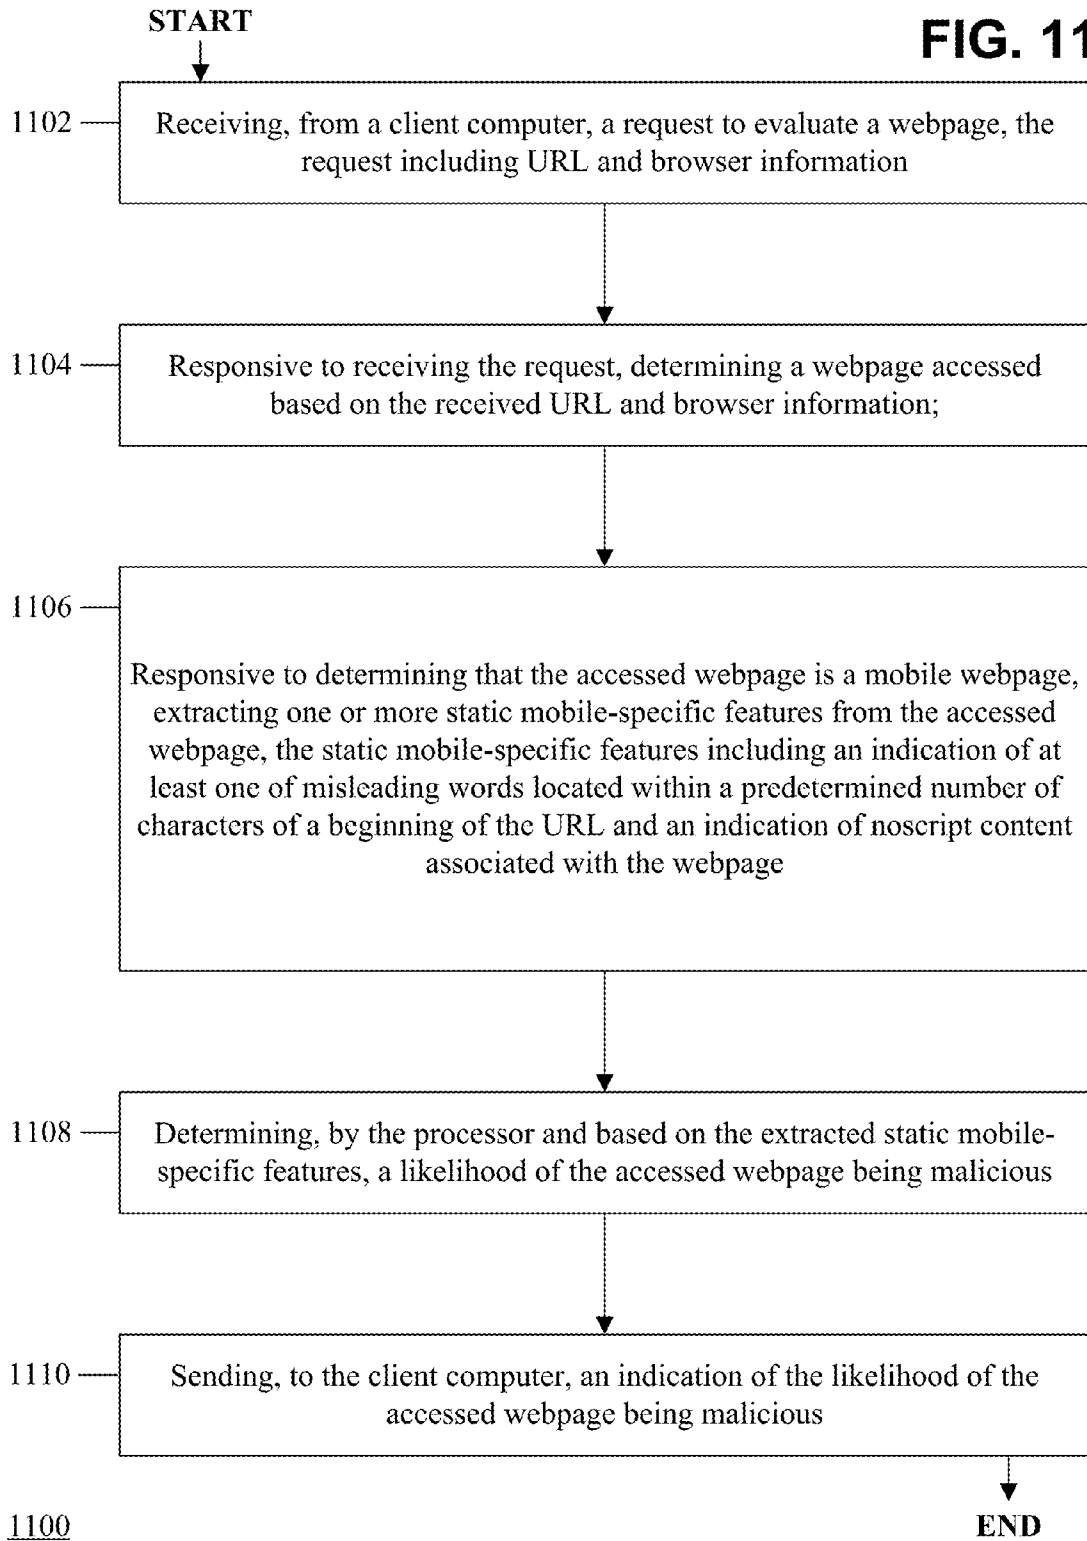 START
FIG. 11
1102
Receiving, from a client computer, a request to evaluate a webpage, the
request including URL and browser information
1104
Responsive to receiving the request, determining a webpage accessed
based on the received URL and browser information;
1106
Responsive to determining that the accessed webpage is a mobile webpage,
extracting one or more static mobile-specific features from the accessed
webpage, the static mobile-specific features including an indication of at
least one of misleading words located within a predetermined number of
characters of a beginning of the URL and an indication of noscript content
associated with the webpage
1108
Determining, by the processor and based on the extracted static mobile-
specific features, a likelihood of the accessed webpage being malicious
1110
Sending, to the client computer, an indication of the likelihood of the
accessed webpage being malicious
1100
END